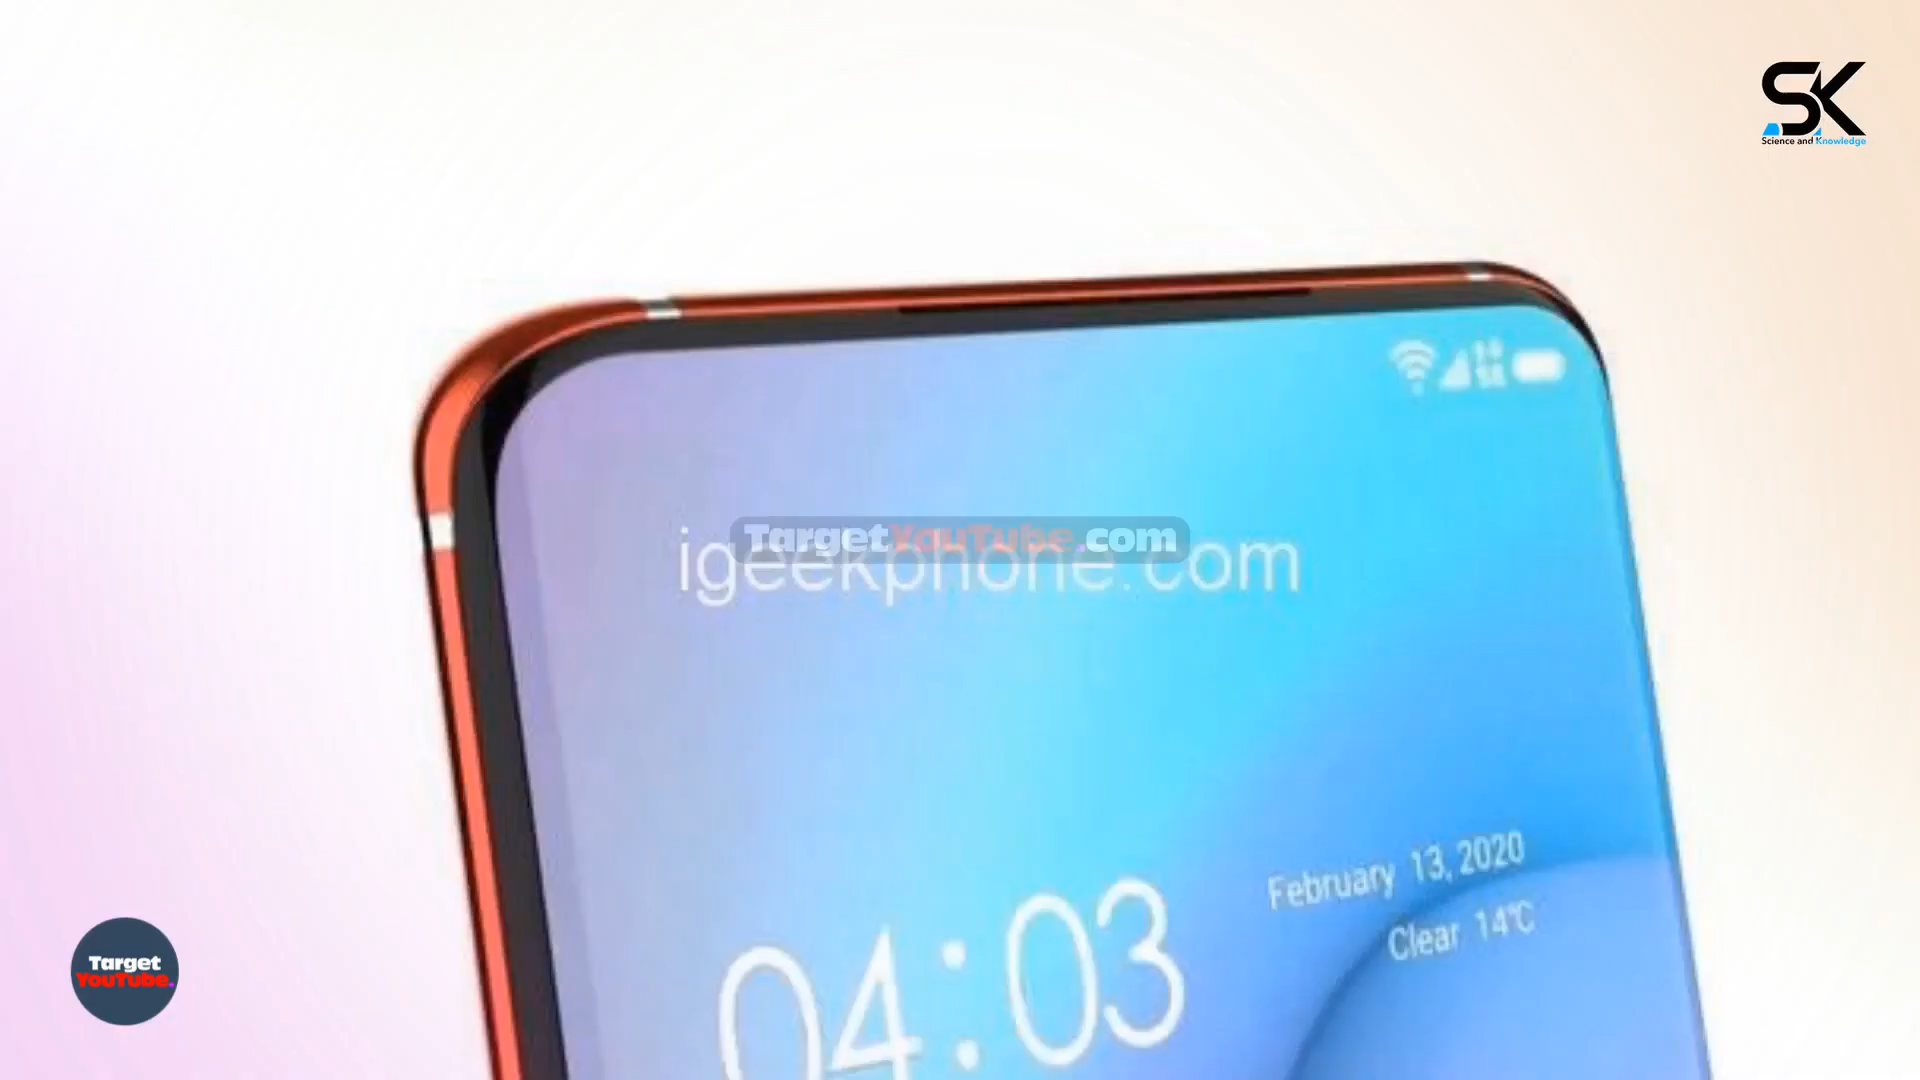 SK
Science and Knowledge
TargetYouTube.com
igeekphone.com
February 13, 2020
Clear 14°C
04:03
Target
YouTube.